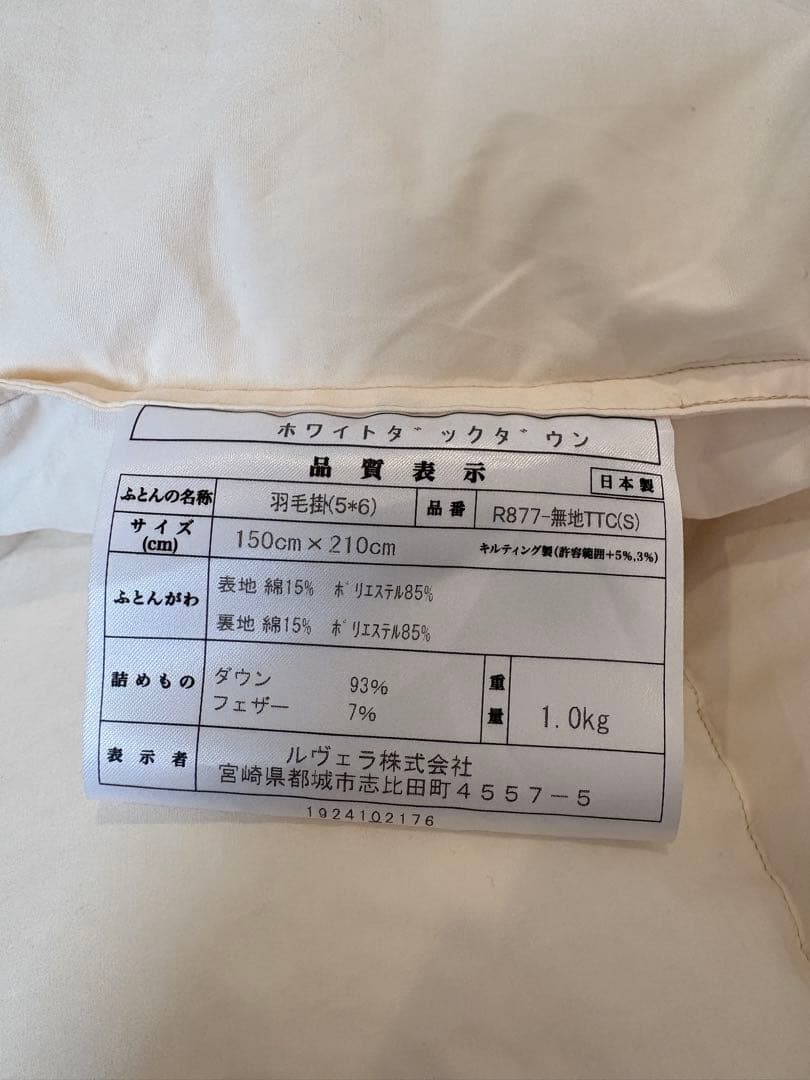 ホワイトダックダウン
品質表示
日本製
ふとんの名称 羽毛掛(5*6) 品番 R877-無地TTC(S)
サイズ(cm) 150cm×210cm キルティング製(許容範囲+5%,3%)
ふとんがわ 表地 綿15% ポリエステル85%
裏地 綿15% ポリエステル85%
詰めもの ダウン 93%
フェザー 7%
重量 1.0kg
表示者 ルヴェラ株式会社
宮崎県都城市志比田町4557-5
1924102176